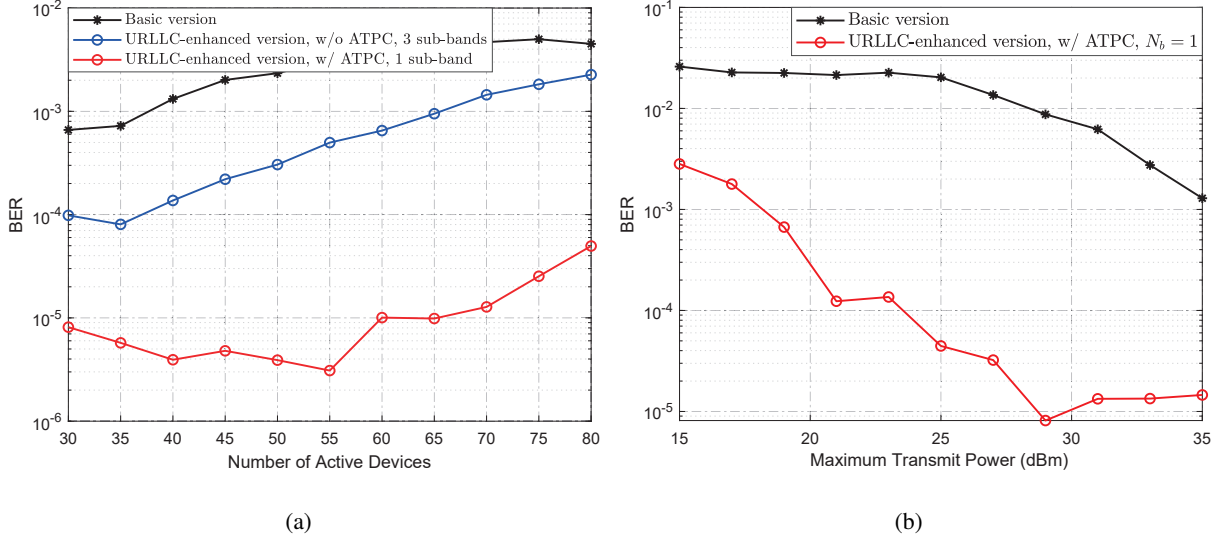 10^-2
10^-3
10^-4
10^-5
10^-6
BER
Basic version
URLLC-enhanced version, w/o ATPC, 3 sub-bands
URLLC-enhanced version, w/ ATPC, 1 sub-band
30 35 40 45 50 55 60 65 70 75 80
Number of Active Devices
(a)
10^-1
10^-2
10^-3
10^-4
10^-5
BER
Basic version
URLLC-enhanced version, w/ ATPC, N_b = 1
15 20 25 30 35
Maximum Transmit Power (dBm)
(b)